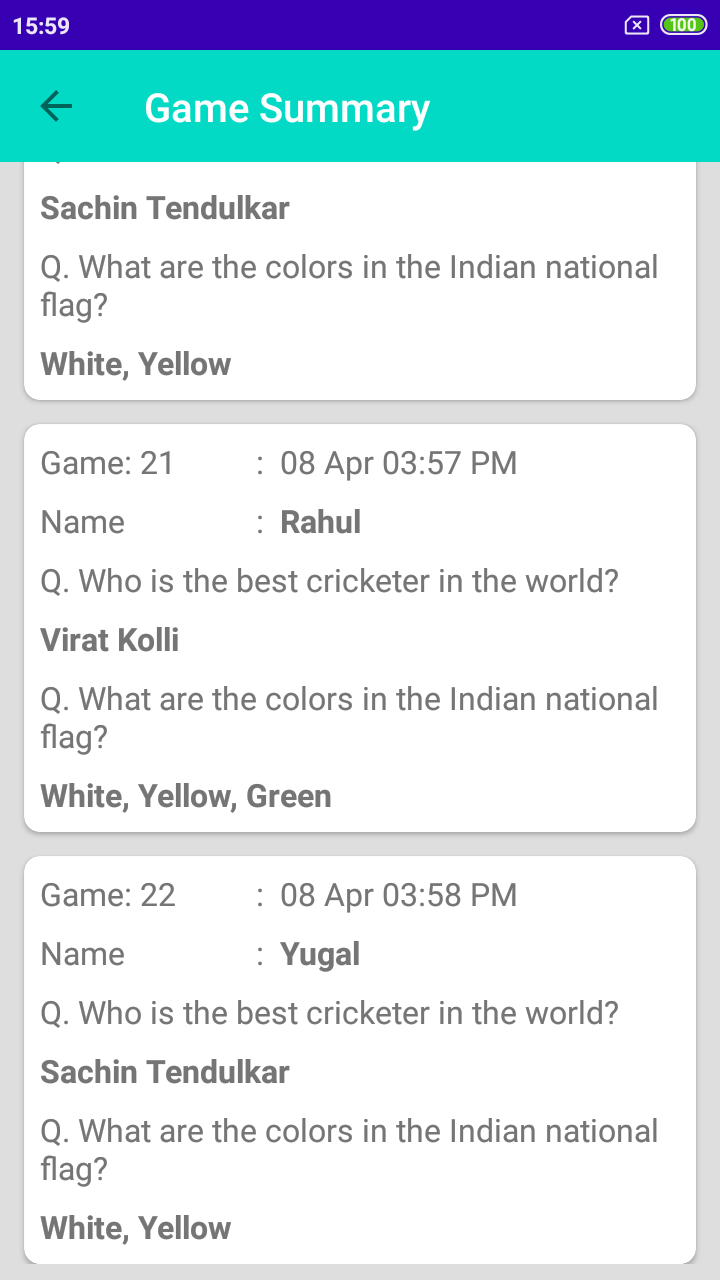 15:59
100
Game Summary
Sachin Tendulkar
Q. What are the colors in the Indian national
flag?
White, Yellow
Game: 21 : 08 Apr 03:57 PM
Name : Rahul
Q. Who is the best cricketer in the world?
Virat Kolli
Q. What are the colors in the Indian national
flag?
White, Yellow, Green
Game: 22 : 08 Apr 03:58 PM
Name : Yugal
Q. Who is the best cricketer in the world?
Sachin Tendulkar
Q. What are the colors in the Indian national
flag?
White, Yellow